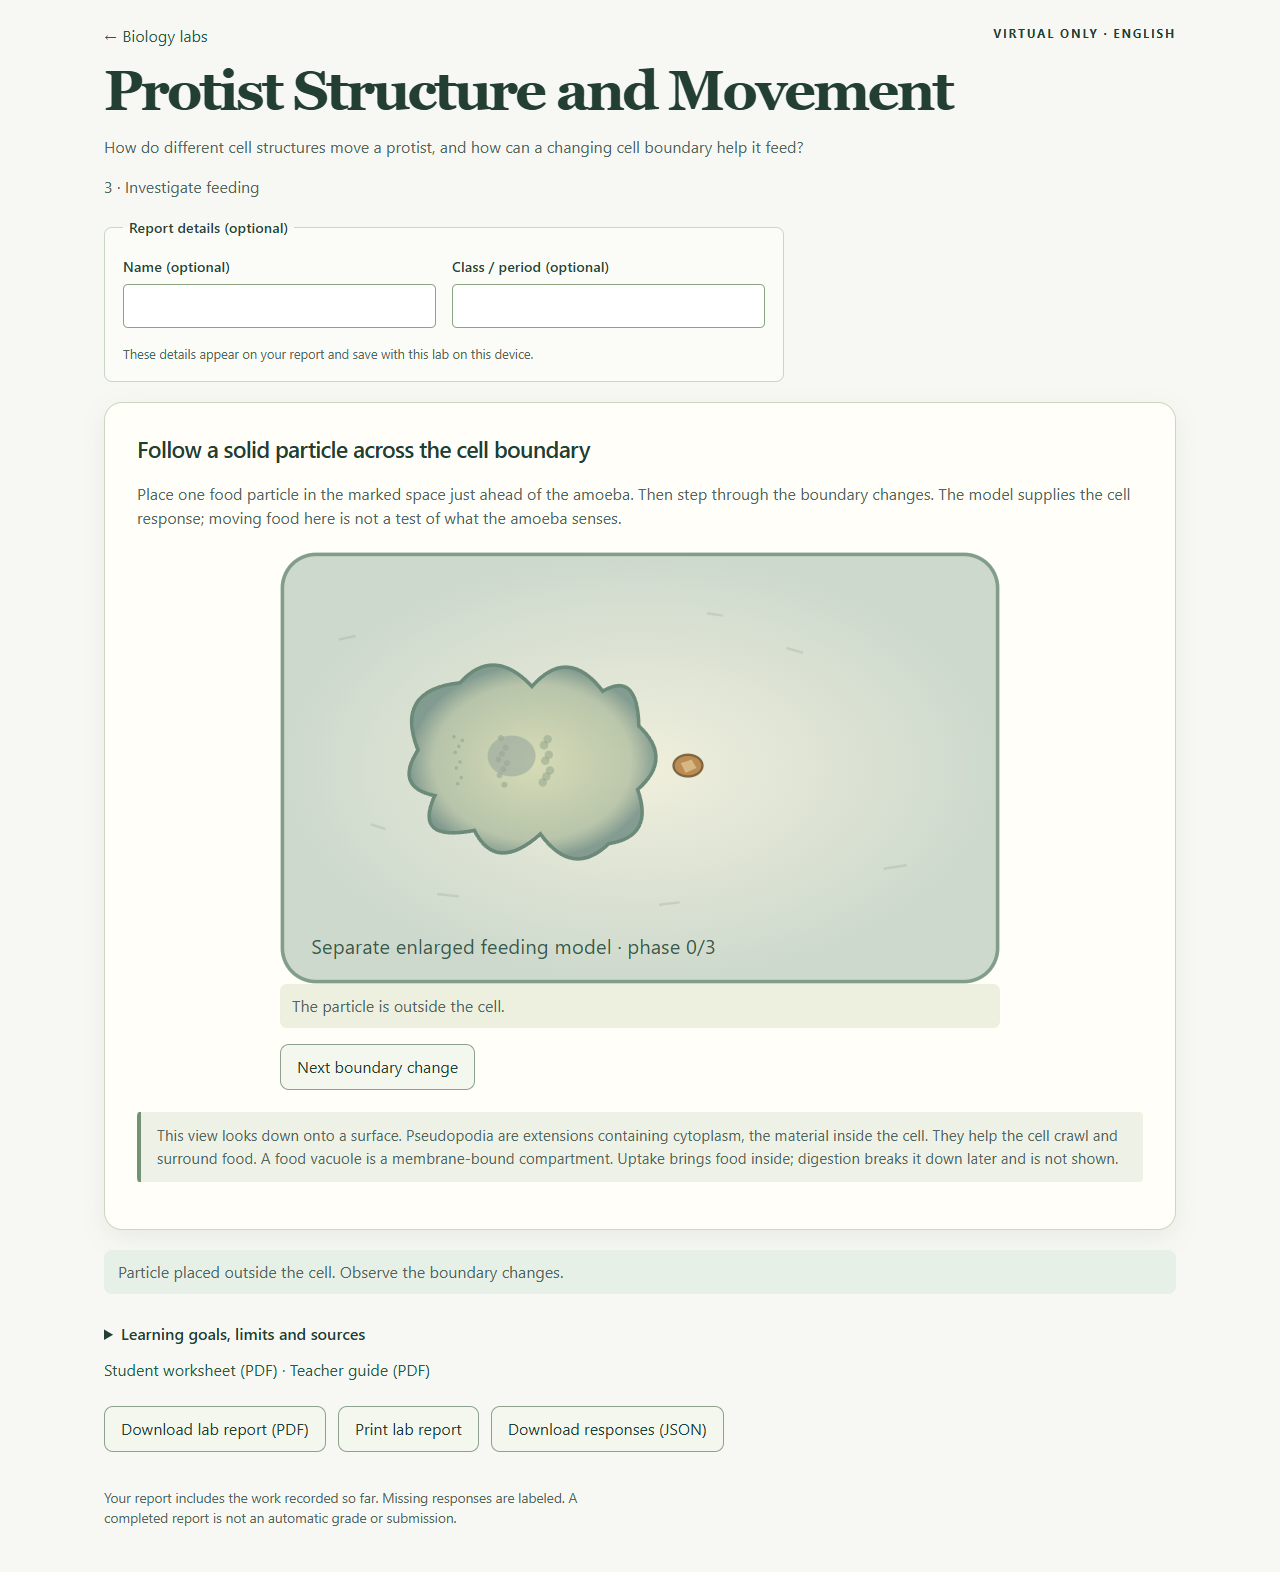 ← Biology labs
VIRTUAL ONLY · ENGLISH
Protist Structure and Movement
How do different cell structures move a protist, and how can a changing cell boundary help it feed?
3 · Investigate feeding
Report details (optional)
Name (optional)
Class / period (optional)
These details appear on your report and save with this lab on this device.
Follow a solid particle across the cell boundary
Place one food particle in the marked space just ahead of the amoeba. Then step through the boundary changes. The model supplies the cell
response; moving food here is not a test of what the amoeba senses.
Separate enlarged feeding model · phase 0/3
The particle is outside the cell.
Next boundary change
This view looks down onto a surface. Pseudopodia are extensions containing cytoplasm, the material inside the cell. They help the cell crawl and
surround food. A food vacuole is a membrane-bound compartment. Uptake brings food inside; digestion breaks it down later and is not shown.
Particle placed outside the cell. Observe the boundary changes.
▶ Learning goals, limits and sources
Student worksheet (PDF) · Teacher guide (PDF)
Download lab report (PDF)
Print lab report
Download responses (JSON)
Your report includes the work recorded so far. Missing responses are labeled. A
completed report is not an automatic grade or submission.